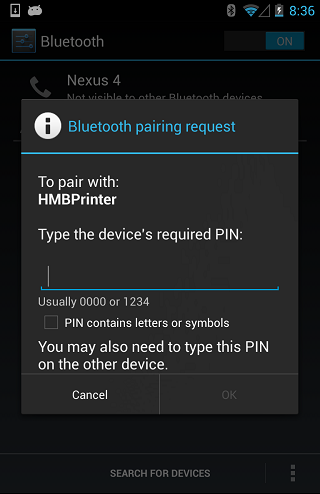 8:36
Bluetooth
ON
Nexus 4
Not visible to other Bluetooth devices
Bluetooth pairing request
To pair with:
HMBPrinter
Type the device's required PIN:
Usually 0000 or 1234
PIN contains letters or symbols
You may also need to type this PIN
on the other device.
Cancel
OK
SEARCH FOR DEVICES